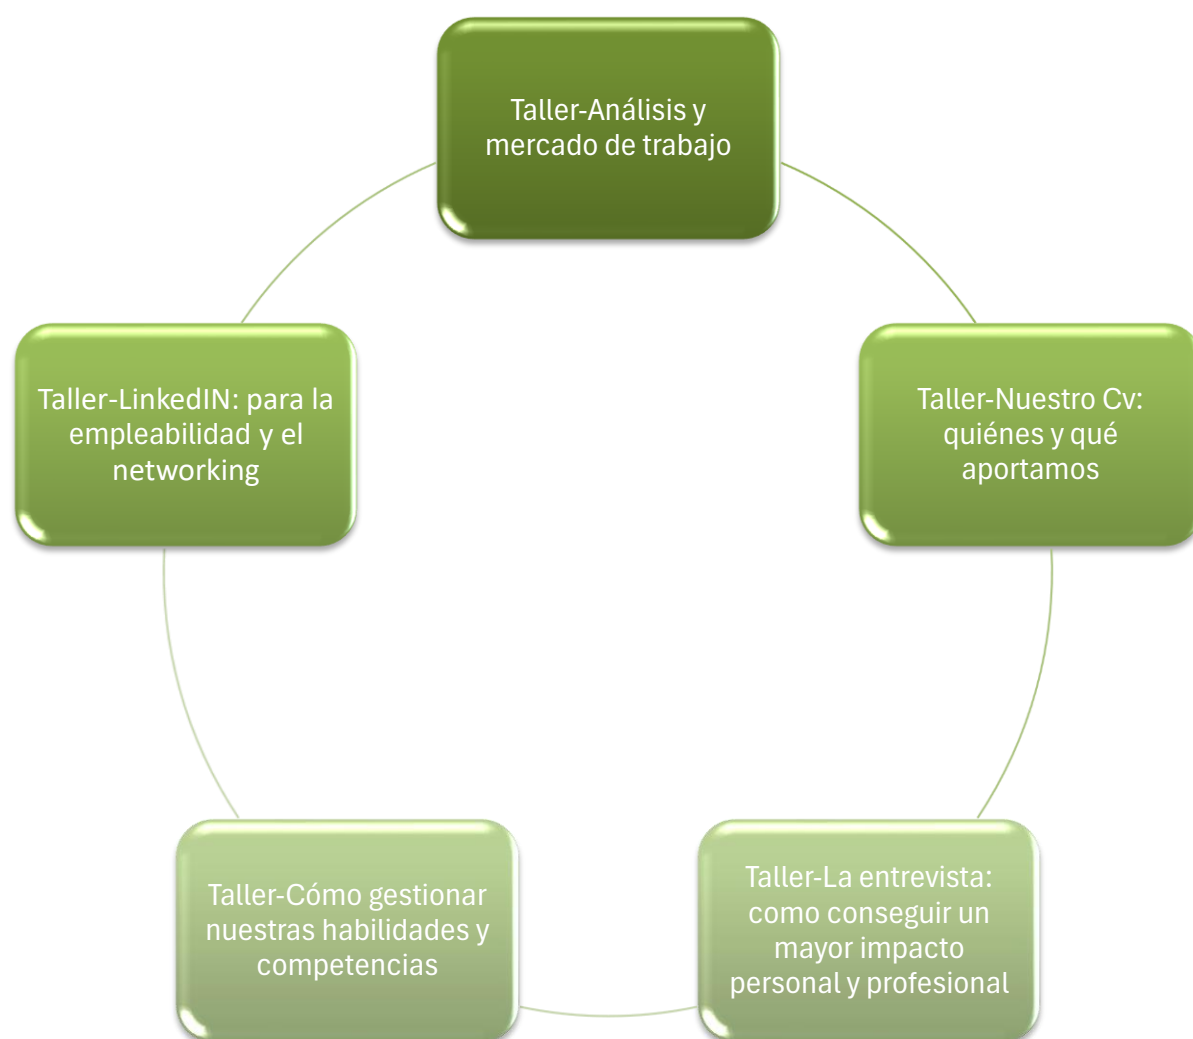 Taller-Análisis y
mercado de trabajo
Taller-Nuestro Cv:
quiénes y qué
aportamos
Taller-La entrevista:
como conseguir un
mayor impacto
personal y profesional
Taller-Cómo gestionar
nuestras habilidades y
competencias
Taller-LinkedIN: para la
empleabilidad y el
networking